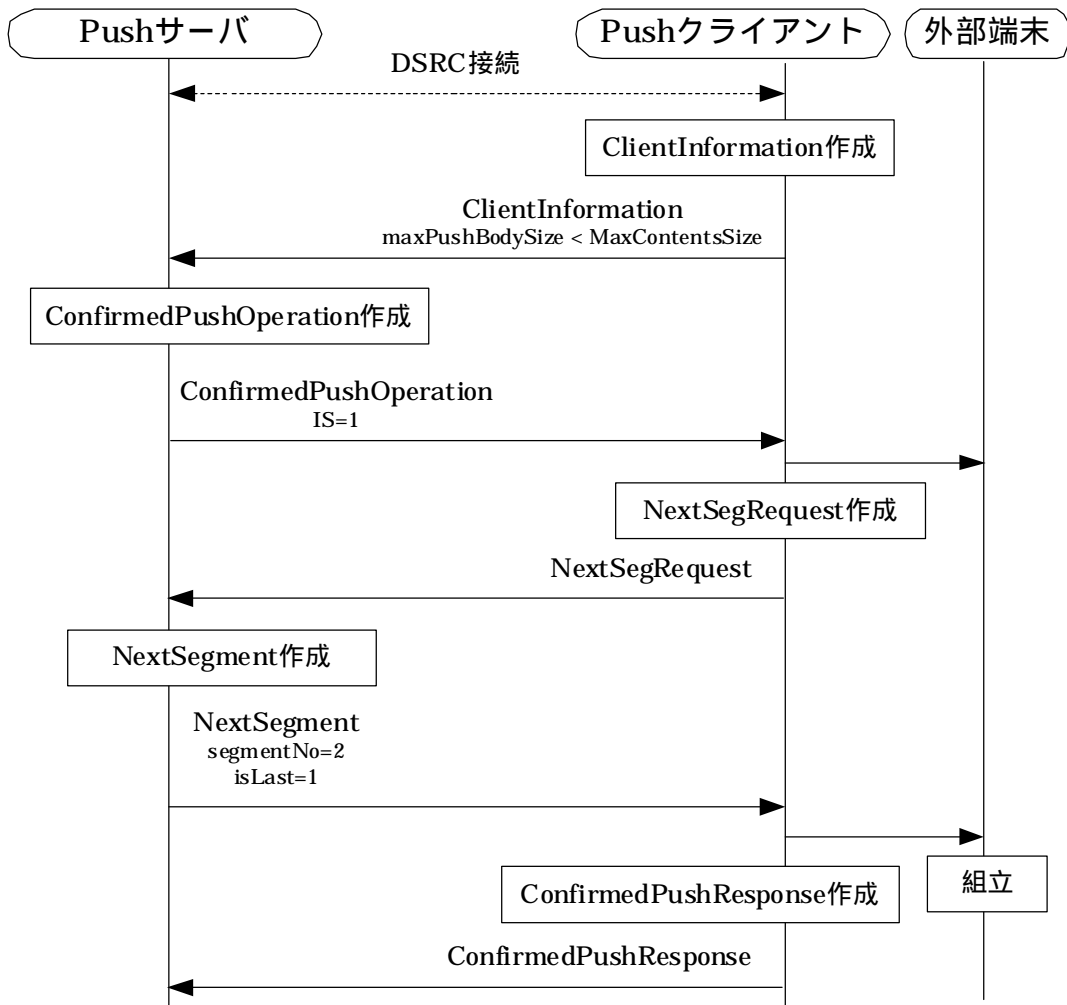 Pushサーバ
Pushクライアント
外部端末
DSRC接続
ClientInformation作成
ClientInformation
maxPushBodySize < MaxContentsSize
ConfirmedPushOperation作成
ConfirmedPushOperation
IS=1
NextSegRequest作成
NextSegRequest
NextSegment作成
NextSegment
segmentNo=2
isLast=1
ConfirmedPushResponse作成
組立
ConfirmedPushResponse